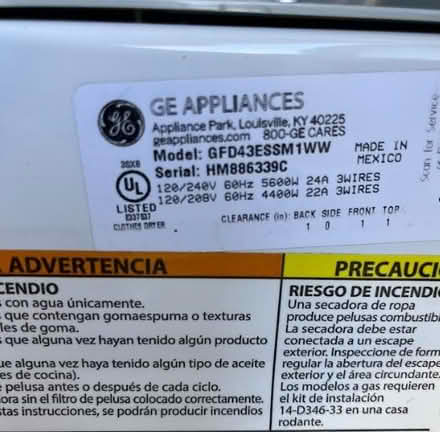 GE APPLIANCES
Appliance Park, Louisville, KY 40225
geappliances.com 800-GE CARES
Model: GFD43ESSM1WW
Serial: HM886339C
MADE IN
MEXICO
120/240V 60Hz 5600W 24A 3WIRES
120/208V 60Hz 4400W 22A 3WIRES
GE
UL
LISTED
CLOTHES DRYER
CLEARANCE (in): BACK SIDE FRONT TOP
1 0 1 1
Scan for Service
ADVERTENCIA
CENDIO
s con agua únicamente.
s que contengan gomaespuma o texturas
les de goma.
s que alguna vez hayan tenido algún producto
que alguna vez hayan tenido algún tipo de aceite
es de cocina).
e pelusa antes o después de cada ciclo.
hora sin el filtro de pelusa colocado correctamente.
stas instrucciones, se podrán producir incendios
PRECAUCI
RIESGO DE INCENDI
Una secadora de ropa
produce pelusas combustibl
La secadora debe estar
conectada a un escape
exterior. Inspeccione de form
regular la abertura del escape
exterior y el área circundante.
Los modelos a gas requieren
el kit de instalación
14-D346-33 en una casa
rodante.